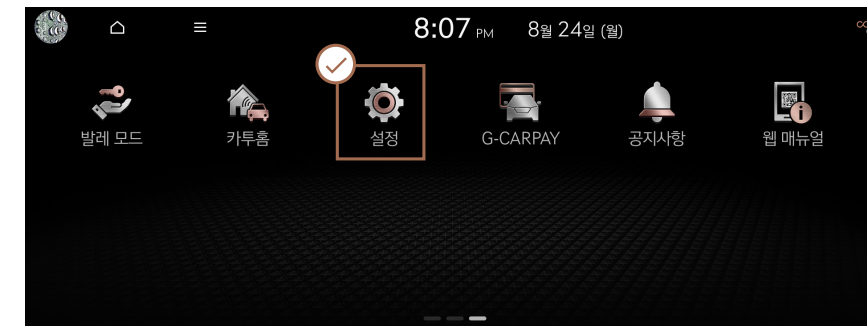 8:07 PM 8월 24일 (월)
발레 모드 카투홈 설정 G-CARPAY 공지사항 웹 매뉴얼